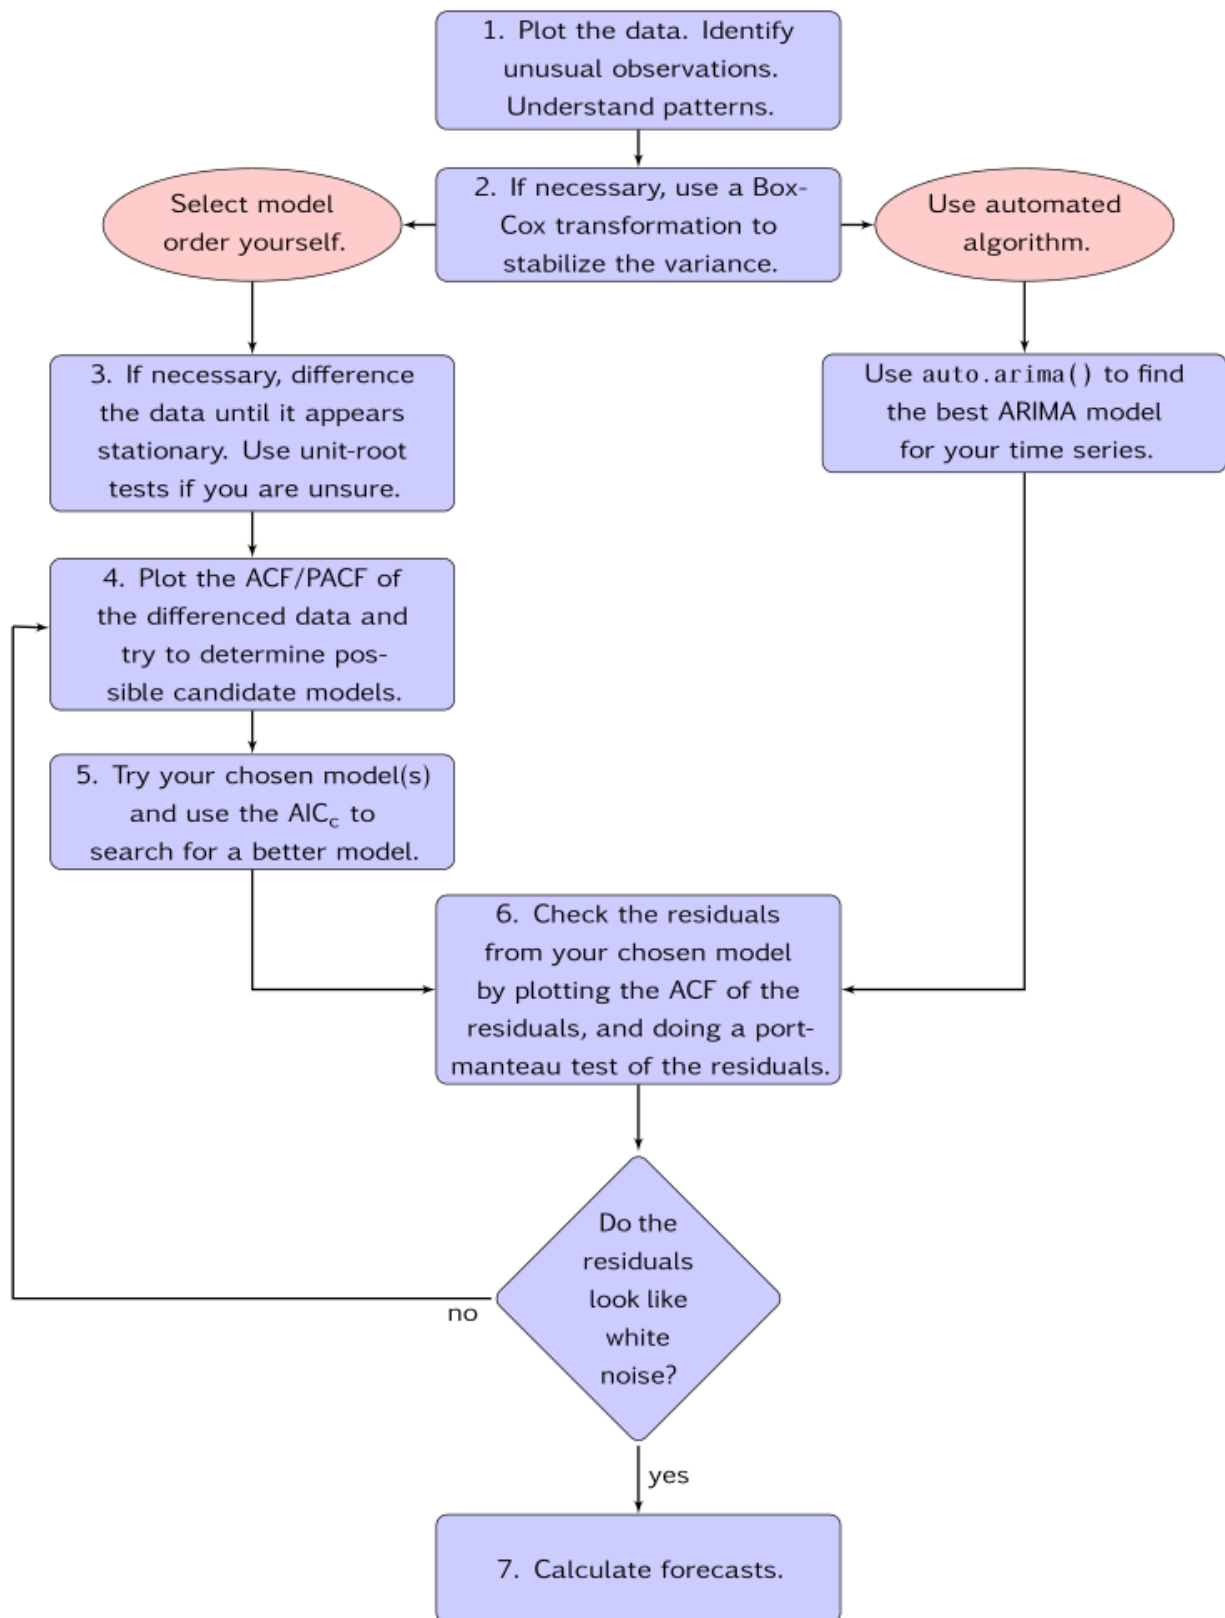 1. Plot the data. Identify
unusual observations.
Understand patterns.
2. If necessary, use a Box-
Cox transformation to
stabilize the variance.
Select model
order yourself.
Use automated
algorithm.
3. If necessary, difference
the data until it appears
stationary. Use unit-root
tests if you are unsure.
Use auto.arima() to find
the best ARIMA model
for your time series.
4. Plot the ACF/PACF of
the differenced data and
try to determine pos-
sible candidate models.
5. Try your chosen model(s)
and use the AICc to
search for a better model.
6. Check the residuals
from your chosen model
by plotting the ACF of the
residuals, and doing a port-
manteau test of the residuals.
Do the
residuals
look like
white
noise?
no
yes
7. Calculate forecasts.